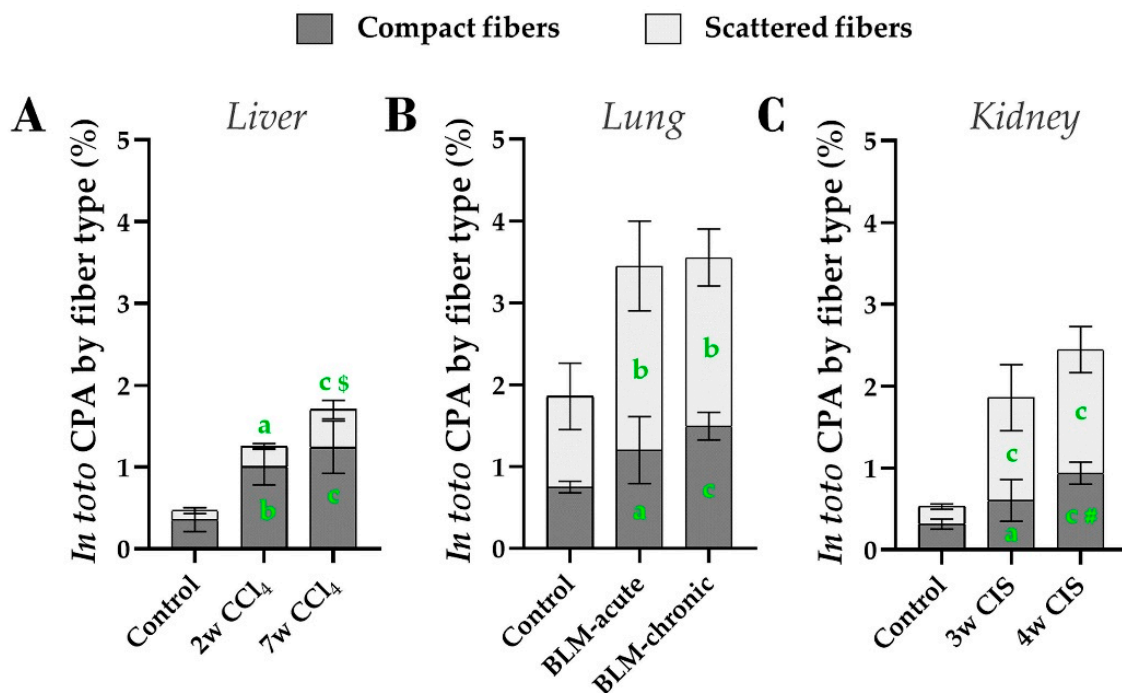 Compact fibers
Scattered fibers
A
Liver
In toto CPA by fiber type (%)
5
4
3
2
1
0
a
b
c $
c
Control
2w CCl₄
7w CCl₄
B
Lung
In toto CPA by fiber type (%)
5
4
3
2
1
0
b
a
b
c
Control
BLM-acute
BLM-chronic
C
Kidney
In toto CPA by fiber type (%)
5
4
3
2
1
0
c
a
c
c #
Control
3w CIS
4w CIS